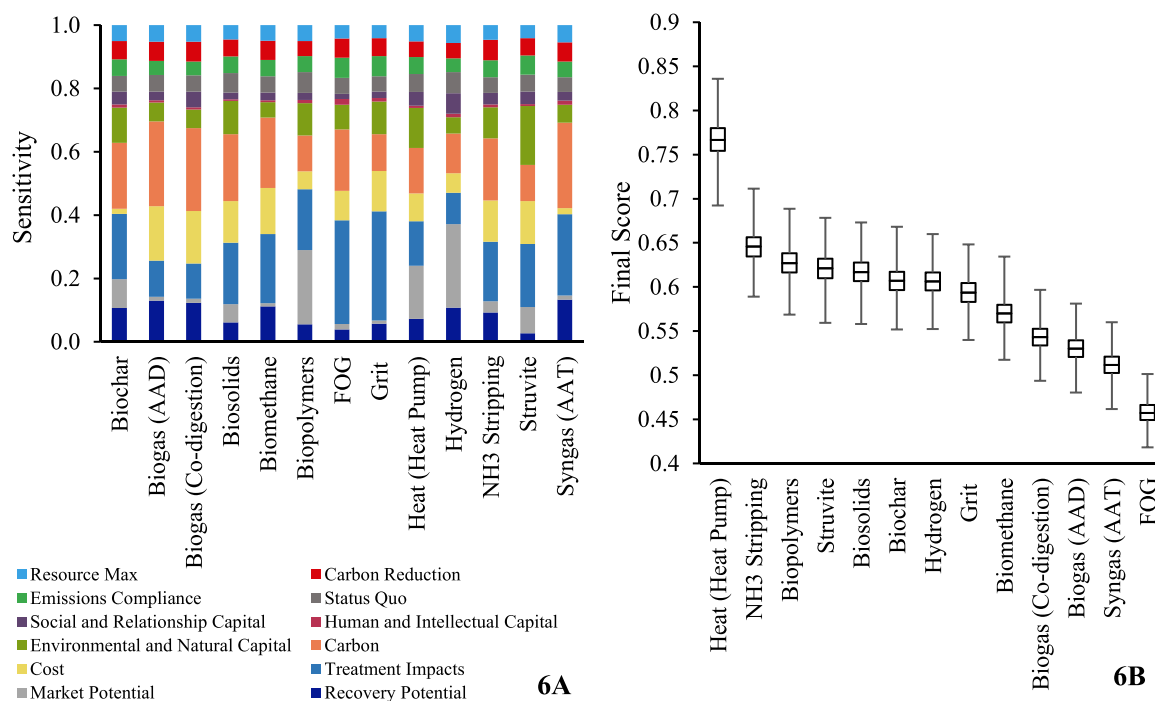 1.0
0.8
0.6
0.4
0.2
0.0
Sensitivity
Biochar
Biogas (AAD)
Biogas (Co-digestion)
Biosolids
Biomethane
Biopolymers
FOG
Grit
Heat (Heat Pump)
Hydrogen
NH3 Stripping
Struvite
Syngas (AAT)
Resource Max
Carbon Reduction
Emissions Compliance
Status Quo
Social and Relationship Capital
Human and Intellectual Capital
Environmental and Natural Capital
Carbon
Cost
Treatment Impacts
Market Potential
Recovery Potential
6A
0.9
0.85
0.8
0.75
0.7
0.65
0.6
0.55
0.5
0.45
0.4
Final Score
Heat (Heat Pump)
NH3 Stripping
Biopolymers
Struvite
Biosolids
Biochar
Hydrogen
Grit
Biomethane
Biogas (Co-digestion)
Biogas (AAD)
Syngas (AAT)
FOG
6B